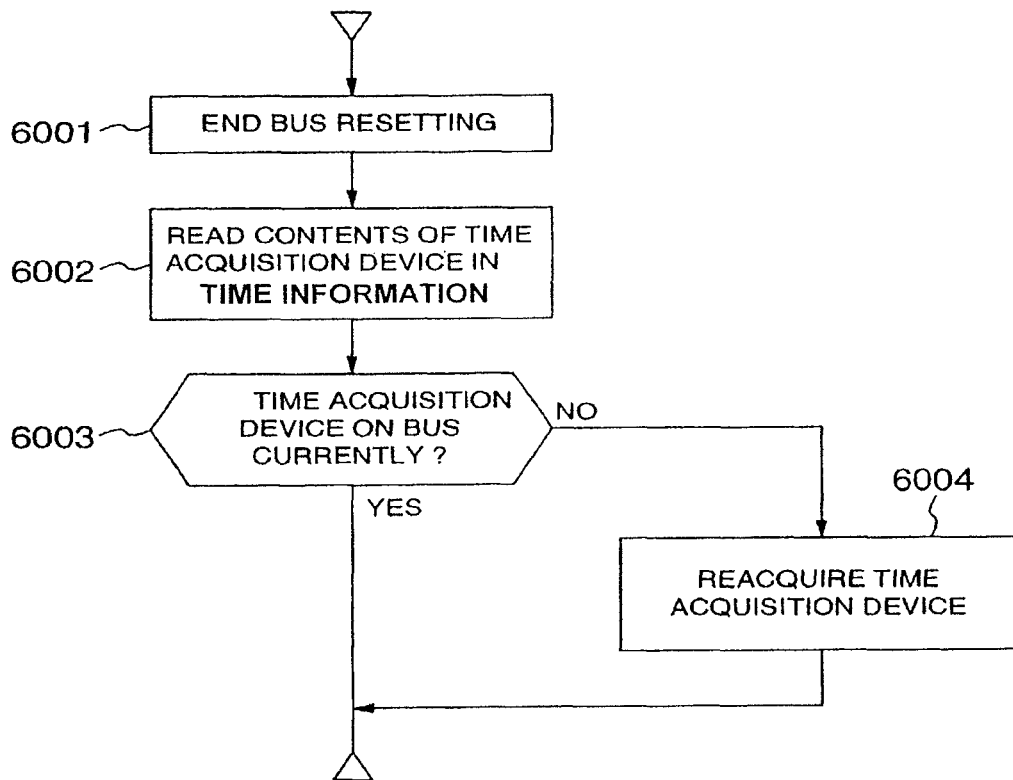 6001
END BUS RESETTING
6002
READ CONTENTS OF TIME
ACQUISITION DEVICE IN
TIME INFORMATION
6003
TIME ACQUISITION
DEVICE ON BUS
CURRENTLY ?
NO
YES
6004
REACQUIRE TIME
ACQUISITION DEVICE